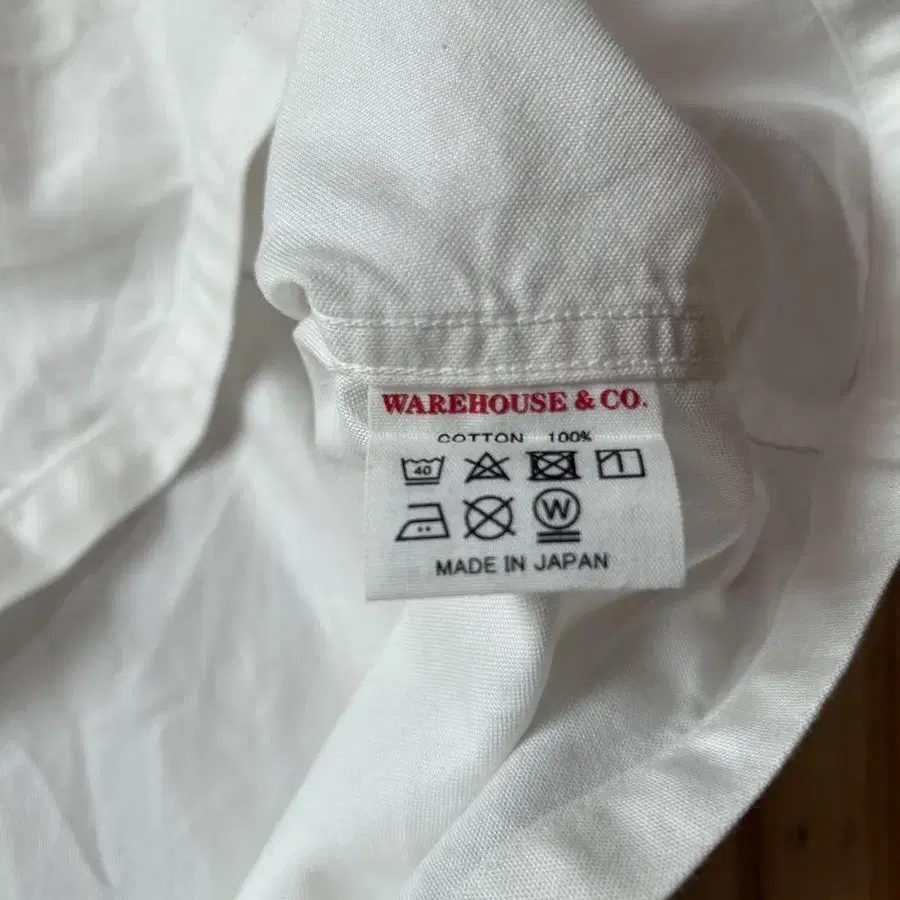 WAREHOUSE & CO.
COTTON 100%
40
W
MADE IN JAPAN